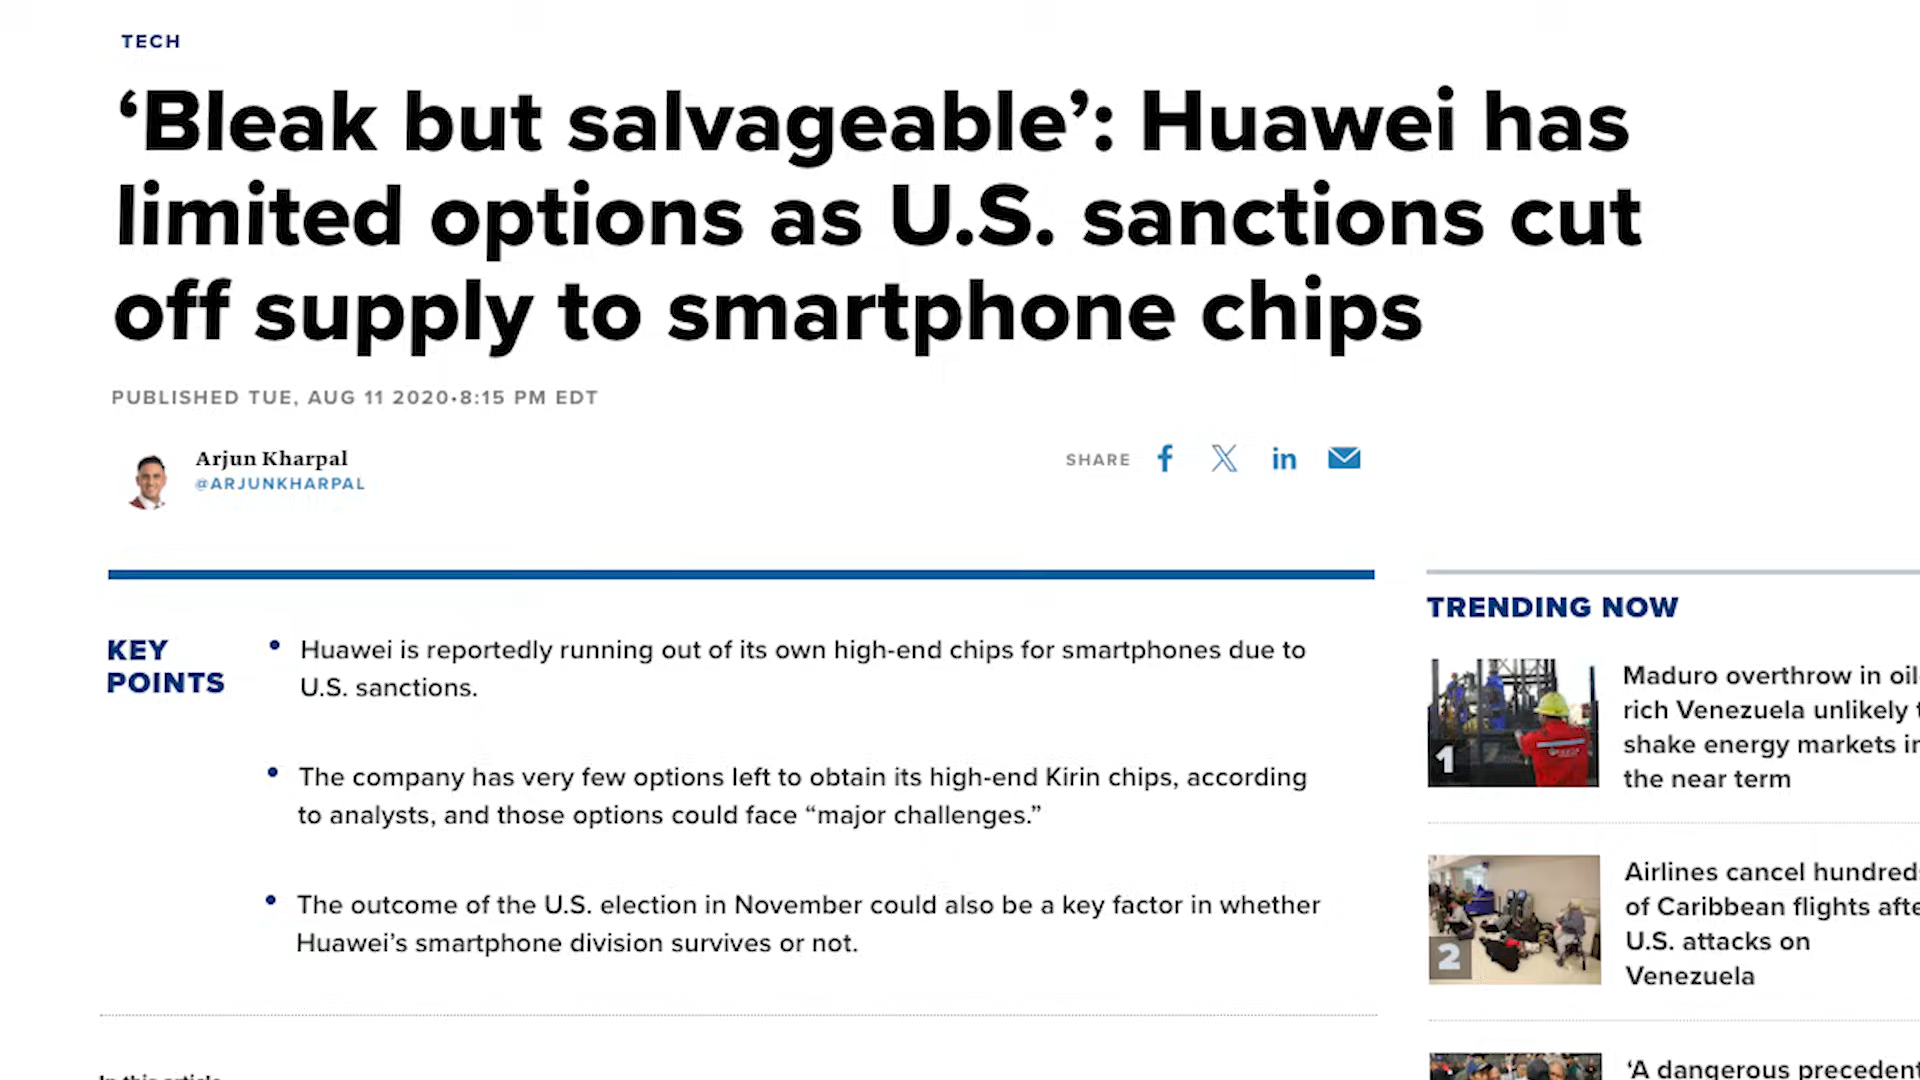 TECH
‘Bleak but salvageable’: Huawei has
limited options as U.S. sanctions cut
off supply to smartphone chips
PUBLISHED TUE, AUG 11 2020•8:15 PM EDT
Arjun Kharpal
@ARJUNKHARPAL
SHARE
KEY
POINTS
• Huawei is reportedly running out of its own high-end chips for smartphones due to
U.S. sanctions.
• The company has very few options left to obtain its high-end Kirin chips, according
to analysts, and those options could face “major challenges.”
• The outcome of the U.S. election in November could also be a key factor in whether
Huawei’s smartphone division survives or not.
TRENDING NOW
1
Maduro overthrow in oil
rich Venezuela unlikely
shake energy markets in
the near term
2
Airlines cancel hundreds
of Caribbean flights afte
U.S. attacks on
Venezuela
‘A dangerous precedent
In this article